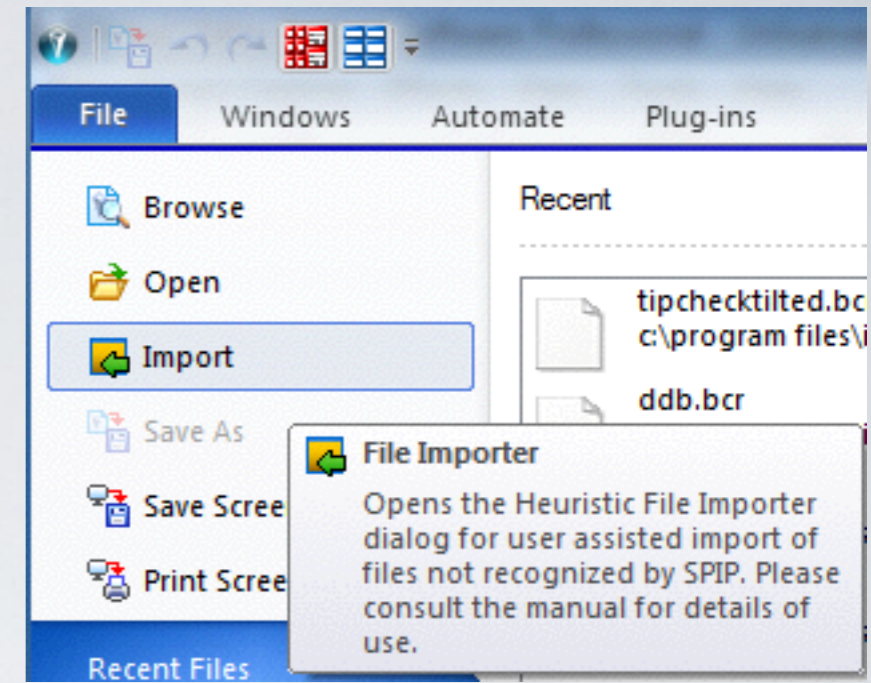 File Windows Automate Plug-ins
Browse
Open
Import
Save As
Save Scree
Print Scree
Recent Files
Recent
tipchecktilted.bc
c:\program files\i
ddb.bcr
File Importer
Opens the Heuristic File Importer
dialog for user assisted import of
files not recognized by SPIP. Please
consult the manual for details of
use.